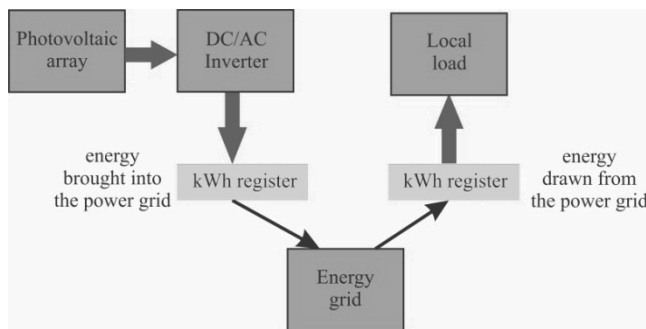 Photovoltaic
array
DC/AC
Inverter
Local
load
energy
brought into
the power grid
kWh register
kWh register
energy
drawn from
the power grid
Energy
grid